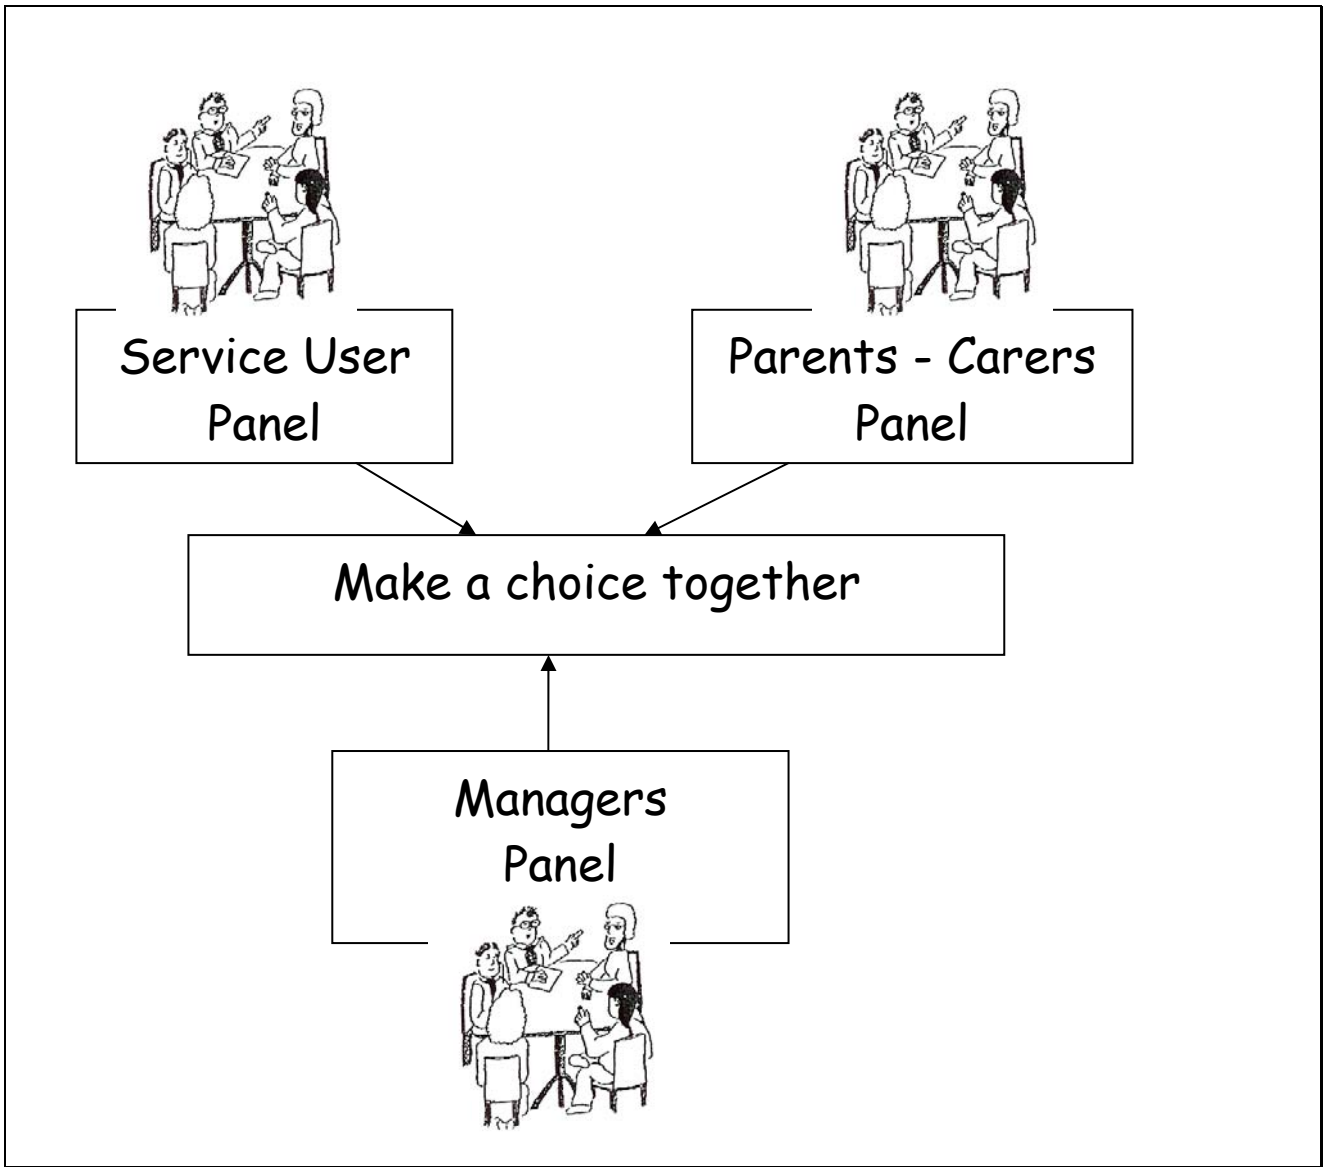 Service User
Panel
Parents - Carers
Panel
Make a choice together
Managers
Panel